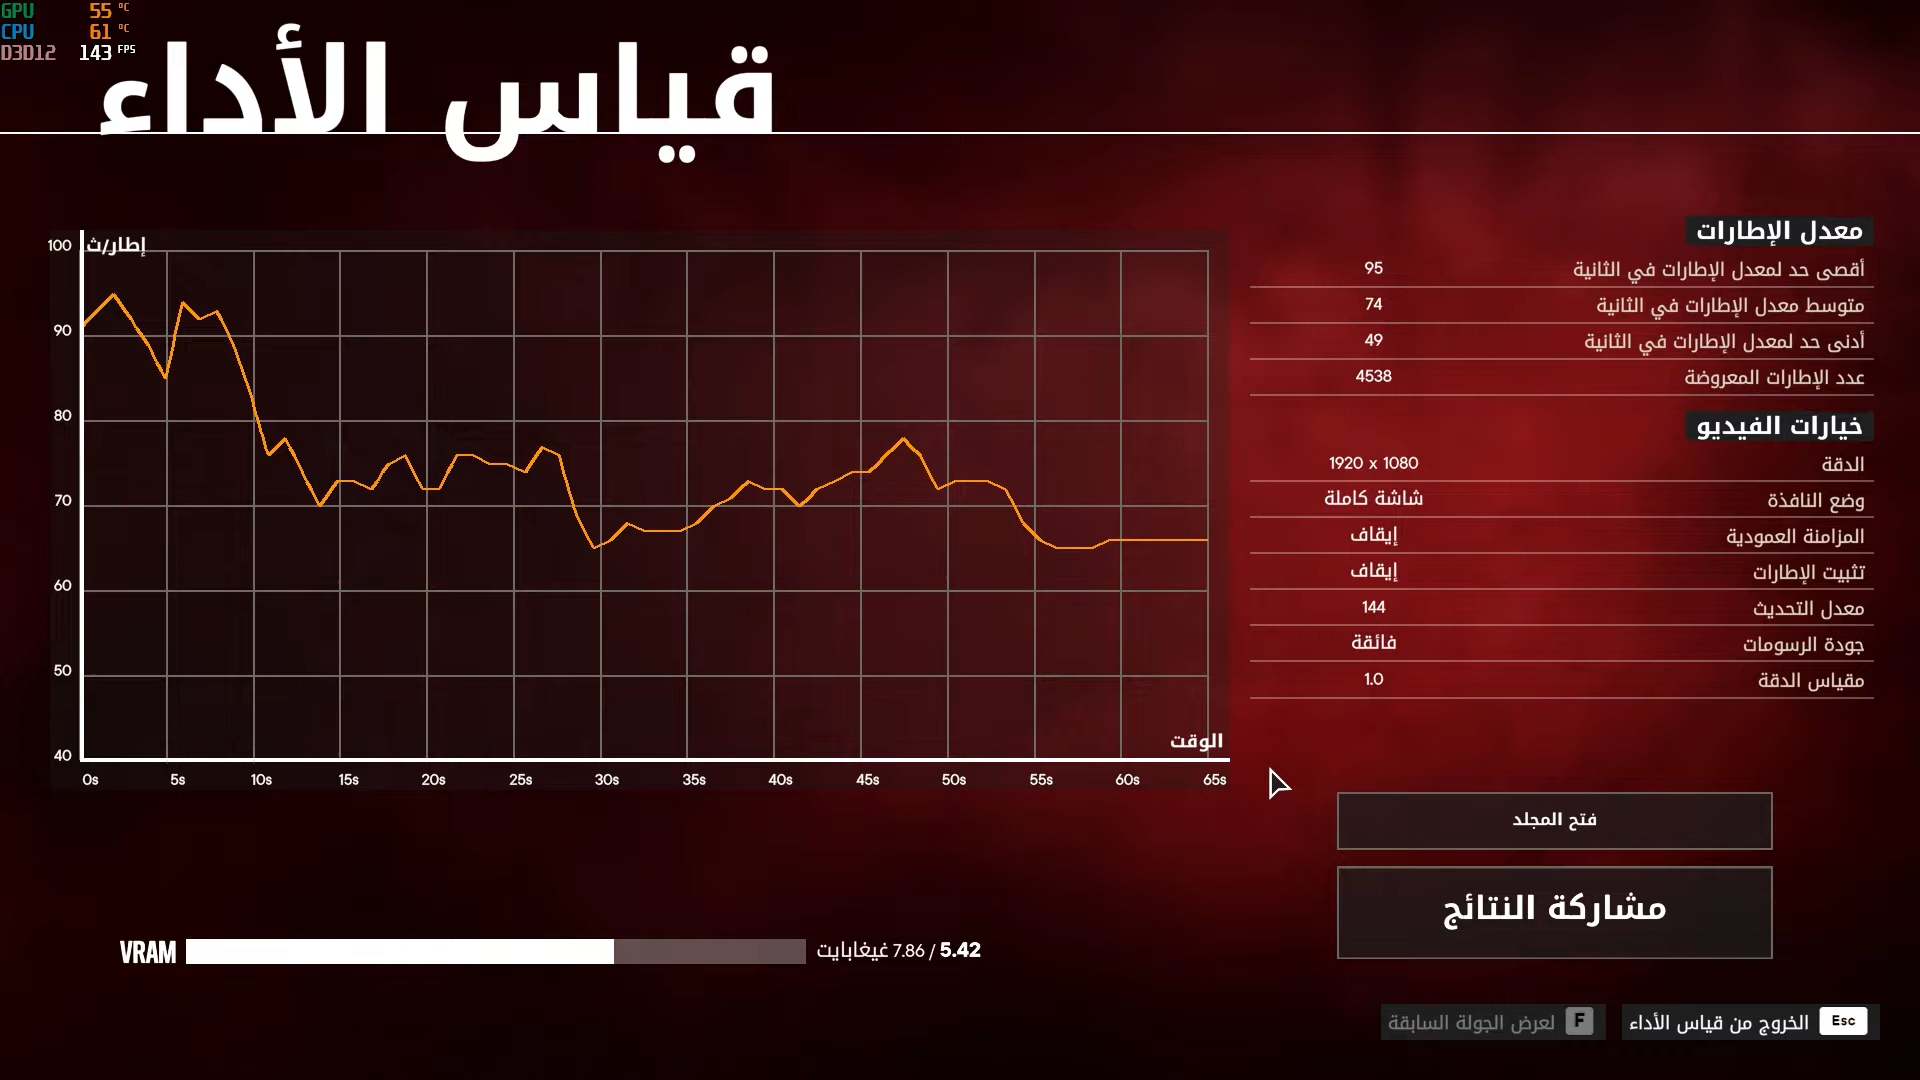 GPU 55 °C
CPU 61 °C
D3D12 143 FPS
قياس الأداء
إطار/ث
100
90
80
70
60
50
40
0s 5s 10s 15s 20s 25s 30s 35s 40s 45s 50s 55s 60s 65s
الوقت
معدل الإطارات
أقصى حد لمعدل الإطارات في الثانية 95
متوسط معدل الإطارات في الثانية 74
أدنى حد لمعدل الإطارات في الثانية 49
عدد الإطارات المعروضة 4538
خيارات الفيديو
الدقة 1920 x 1080
وضع النافذة شاشة كاملة
المزامنة العمودية إيقاف
تثبيت الإطارات إيقاف
معدل التحديث 144
جودة الرسومات فائقة
مقياس الدقة 1.0
فتح المجلد
مشاركة النتائج
VRAM
5.42 / 7.86 غيغابايت
Esc الخروج من قياس الأداء
F لعرض الجولة السابقة